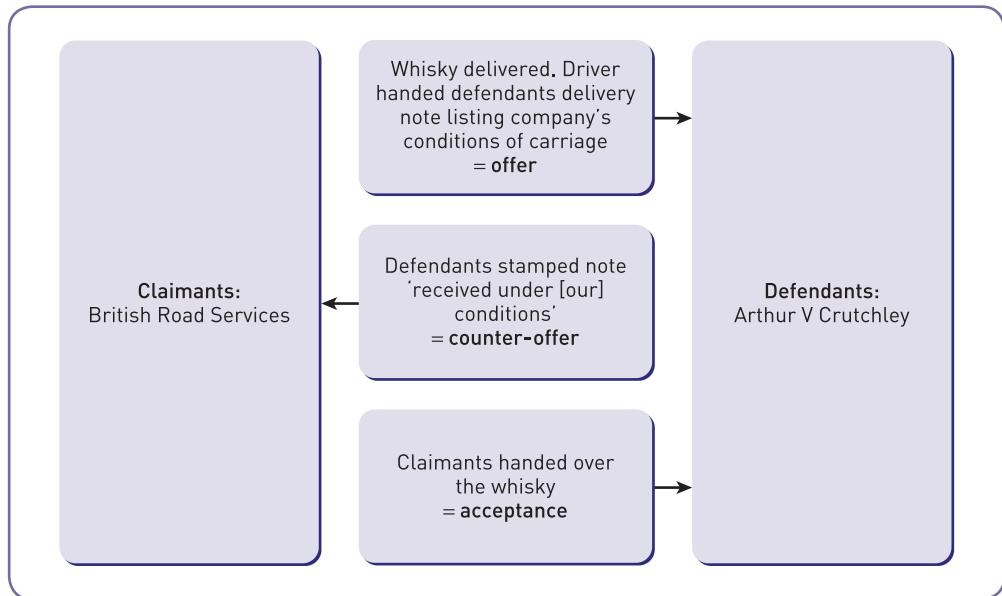 Whisky delivered. Driver
handed defendants delivery
note listing company's
conditions of carriage
= offer
Claimants:
British Road Services
Defendants stamped note
'received under [our]
conditions'
= counter-offer
Defendants:
Arthur V Crutchley
Claimants handed over
the whisky
= acceptance